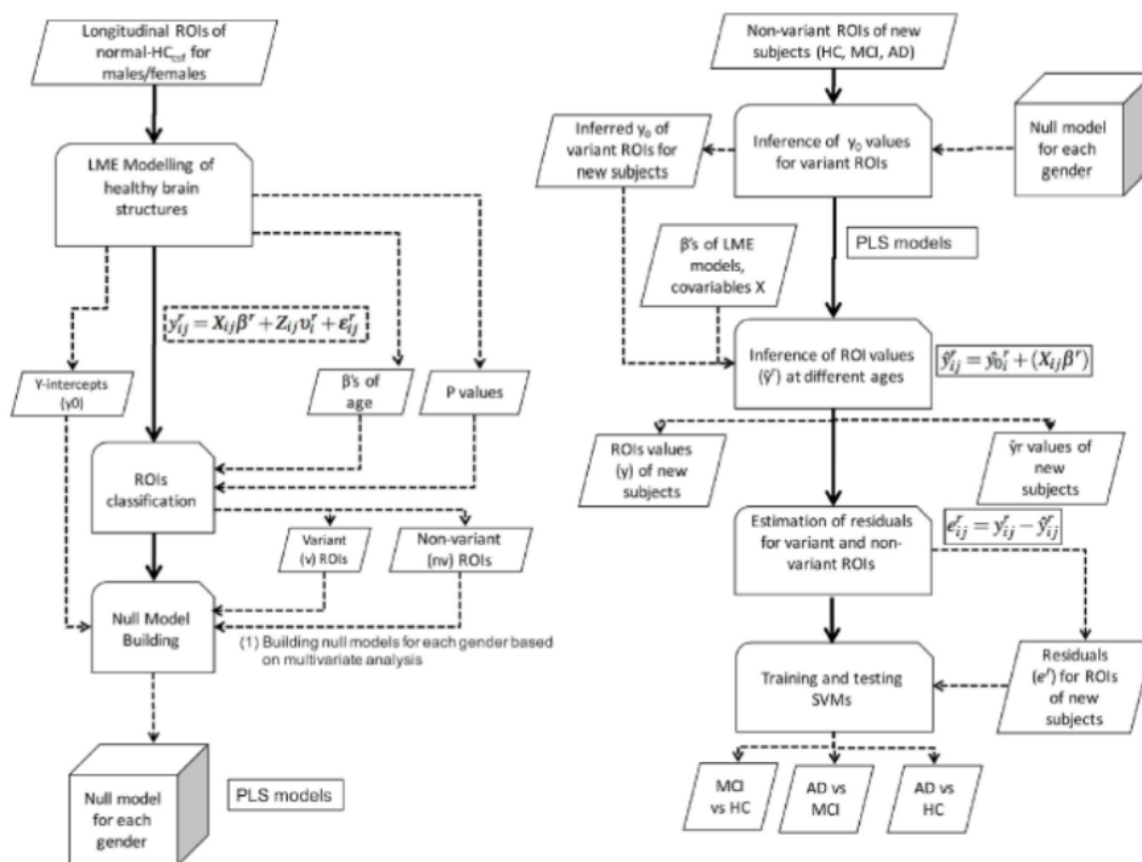 Longitudinal ROIs of
normal-HCcsf for
males/females
LME Modelling of
healthy brain
structures
y^r_ij = X_ijβ^r + Z_ijυ^r_i + ε^r_ij
Y-intercepts
(y0)
β's of
age
P values
ROIs
classification
Variant
(v) ROIs
Non-variant
(nv) ROIs
Null Model
Building
(1) Building null models for each gender based
on multivariate analysis
Null model
for each
gender
PLS models
Non-variant ROIs of new
subjects (HC, MCI, AD)
Inferred y₀ of
variant ROIs for
new subjects
Inference of y₀ values
for variant ROIs
Null model
for each
gender
PLS models
β's of LME
models,
covariables X
Inference of ROI values
(ŷ^r) at different ages
ŷ^r_ij = ŷ^r_0i + (X_ijβ^r)
ROIs values
(y) of new
subjects
ŷr values of
new
subjects
Estimation of residuals
for variant and non-
variant ROIs
e^r_ij = y^r_ij − ŷ^r_ij
Training and testing
SVMs
Residuals
(e^r) for ROIs
of new
subjects
MCI
vs HC
AD vs
MCI
AD vs
HC